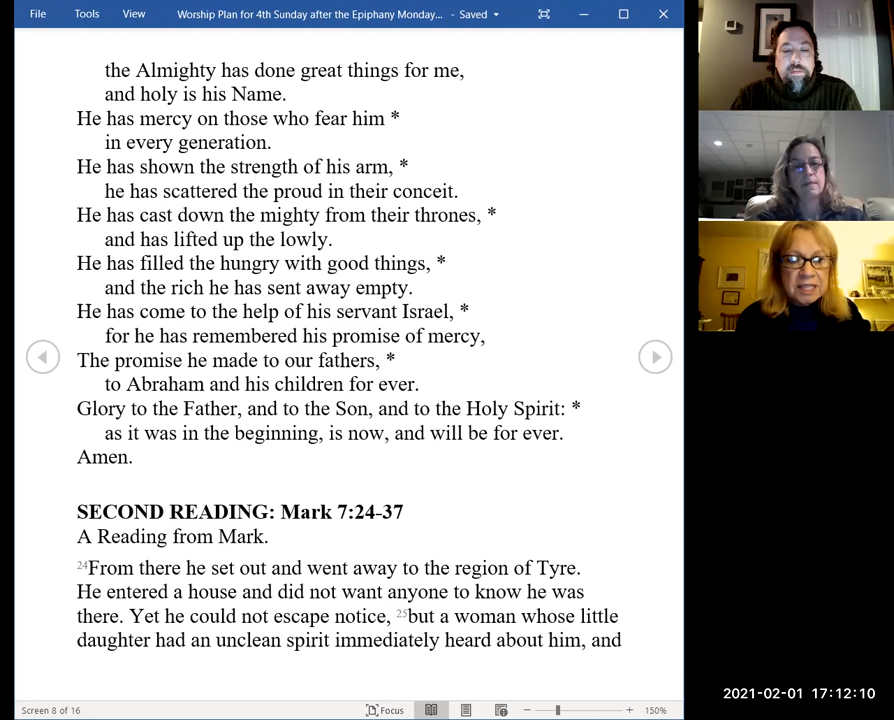 File Tools View Worship Plan for 4th Sunday after the Epiphany Monday... - Saved
the Almighty has done great things for me,
and holy is his Name.
He has mercy on those who fear him *
in every generation.
He has shown the strength of his arm, *
he has scattered the proud in their conceit.
He has cast down the mighty from their thrones, *
and has lifted up the lowly.
He has filled the hungry with good things, *
and the rich he has sent away empty.
He has come to the help of his servant Israel, *
for he has remembered his promise of mercy,
The promise he made to our fathers, *
to Abraham and his children for ever.
Glory to the Father, and to the Son, and to the Holy Spirit: *
as it was in the beginning, is now, and will be for ever.
Amen.
SECOND READING: Mark 7:24-37
A Reading from Mark.
24From there he set out and went away to the region of Tyre.
He entered a house and did not want anyone to know he was
there. Yet he could not escape notice, 25but a woman whose little
daughter had an unclean spirit immediately heard about him, and
Screen 8 of 16 Focus 150%
2021-02-01 17:12:10